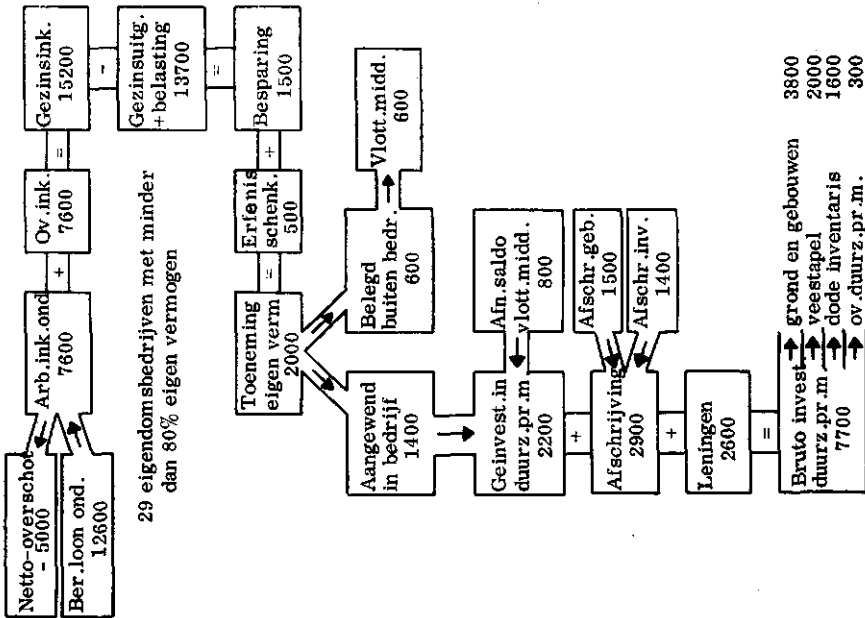 Netto-overschot
- 5000
Ber.loon ond.
12600
Arb.ink.ond
7600
+
Ov.ink.
7600
=
Gezinsink.
15200
-
Gezinsuitg.
+belasting
13700
=
Besparing
1500
+
Erfenis
schenk.
500
=
Toeneming
eigen verm
2000
29 eigendomsbedrijven met minder
dan 80% eigen vermogen
Belegd
buiten bedr.
600
Vlott.midd.
600
Aangewend
in bedrijf
1400
Afn.saldo
vlott.midd.
800
Geinvest.in
duurz.pr.m
2200
+
Afschr.geb.
1500
Afschr.inv.
1400
Afschrijving
2900
+
Leningen
2600
=
Bruto invest
duurz.pr.m
7700
grond en gebouwen 3800
veestapel 2000
dode inventaris 1600
ov.duurz.pr.m. 300